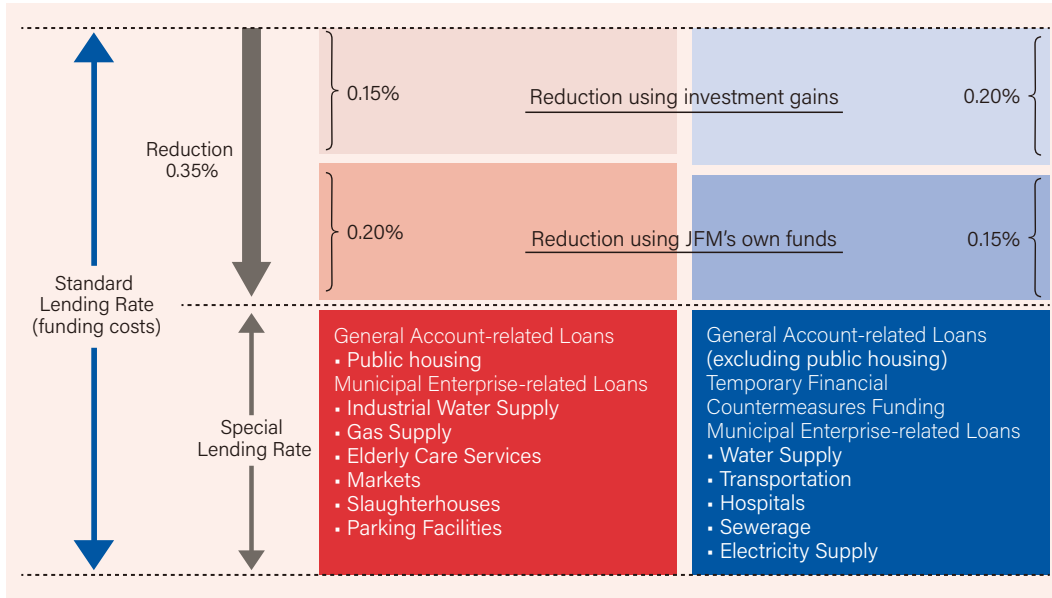 0.15%
Reduction using investment gains
0.20%
Reduction
0.35%
0.20%
Reduction using JFM's own funds
0.15%
Standard
Lending Rate
(funding costs)
Special
Lending Rate
General Account-related Loans
▪ Public housing
Municipal Enterprise-related Loans
▪ Industrial Water Supply
▪ Gas Supply
▪ Elderly Care Services
▪ Markets
▪ Slaughterhouses
▪ Parking Facilities
General Account-related Loans
(excluding public housing)
Temporary Financial
Countermeasures Funding
Municipal Enterprise-related Loans
▪ Water Supply
▪ Transportation
▪ Hospitals
▪ Sewerage
▪ Electricity Supply